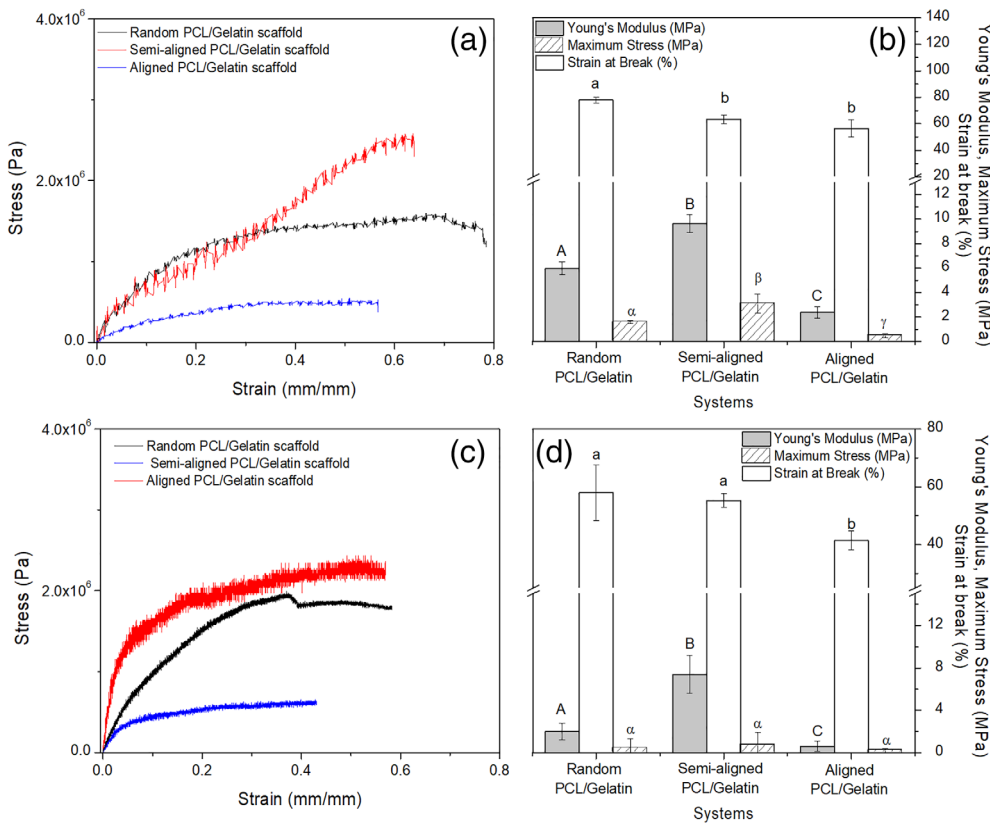 (a)
4.0x10⁶
2.0x10⁶
0.0
Stress (Pa)
Random PCL/Gelatin scaffold
Semi-aligned PCL/Gelatin scaffold
Aligned PCL/Gelatin scaffold
0.0 0.2 0.4 0.6 0.8
Strain (mm/mm)
(b)
Young's Modulus (MPa)
Maximum Stress (MPa)
Strain at Break (%)
a
b
b
A
α
B
β
C
γ
140
120
100
80
60
40
20
12
10
8
6
4
2
0
Young's Modulus, Maximum Stress (MPa)
Strain at break (%)
Random Semi-aligned Aligned
PCL/Gelatin PCL/Gelatin PCL/Gelatin
Systems
(c)
4.0x10⁶
2.0x10⁶
0.0
Stress (Pa)
Random PCL/Gelatin scaffold
Semi-aligned PCL/Gelatin scaffold
Aligned PCL/Gelatin scaffold
0.0 0.2 0.4 0.6 0.8
Strain (mm/mm)
(d)
Young's Modulus (MPa)
Maximum Stress (MPa)
Strain at Break (%)
a
a
b
A
α
B
α
C
α
80
60
40
12
8
4
0
Young's Modulus, Maximum Stress (MPa)
Strain at break (%)
Random Semi-aligned Aligned
PCL/Gelatin PCL/Gelatin PCL/Gelatin
Systems